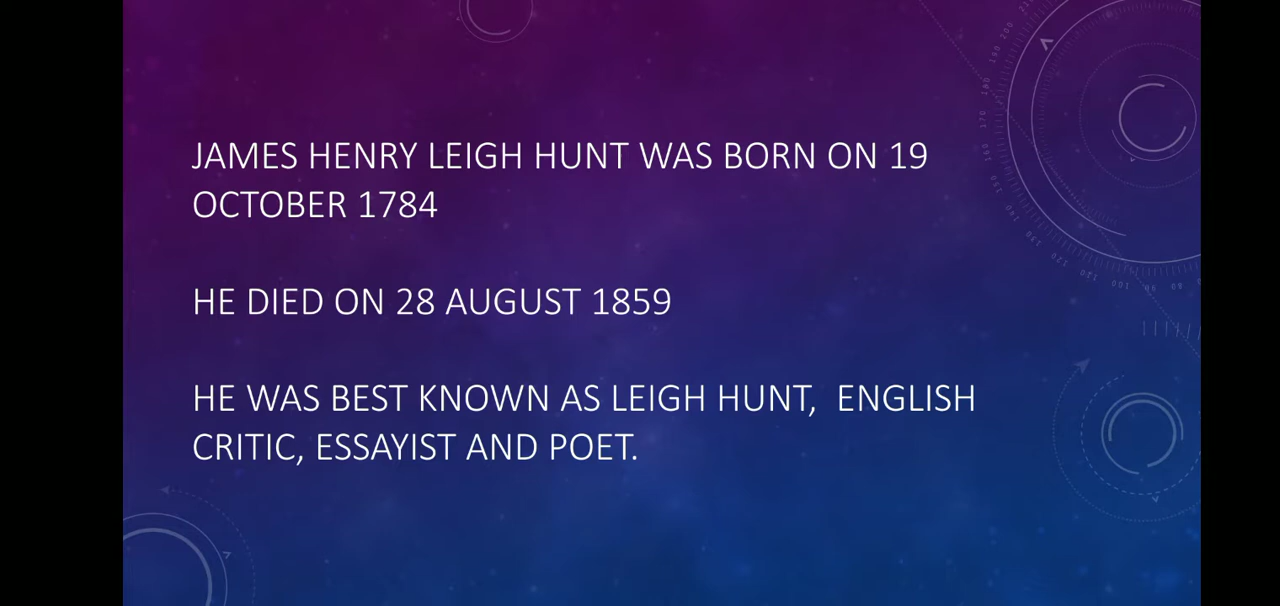 JAMES HENRY LEIGH HUNT WAS BORN ON 19
OCTOBER 1784
HE DIED ON 28 AUGUST 1859
HE WAS BEST KNOWN AS LEIGH HUNT,  ENGLISH
CRITIC, ESSAYIST AND POET.